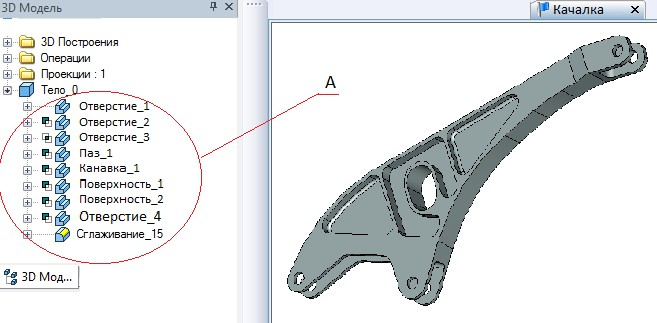 3D Модель
Качалка
3D Построения
Операции
Проекции : 1
Тело_0
Отверстие_1
Отверстие_2
Отверстие_3
Паз_1
Канавка_1
Поверхность_1
Поверхность_2
Отверстие_4
Сглаживание_15
А
3D Мод...